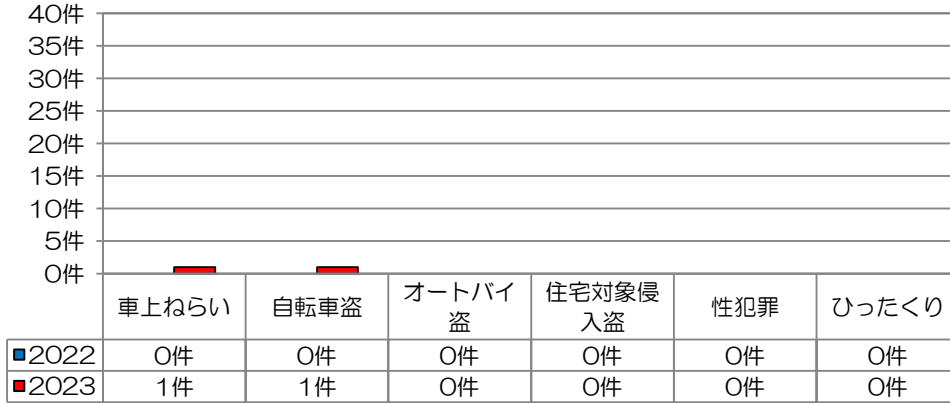 40件
35件
30件
25件
20件
15件
10件
5件
0件
車上ねらい 自転車盗 オートバイ盗 住宅対象侵入盗 性犯罪 ひったくり
2022 0件 0件 0件 0件 0件 0件
2023 1件 1件 0件 0件 0件 0件